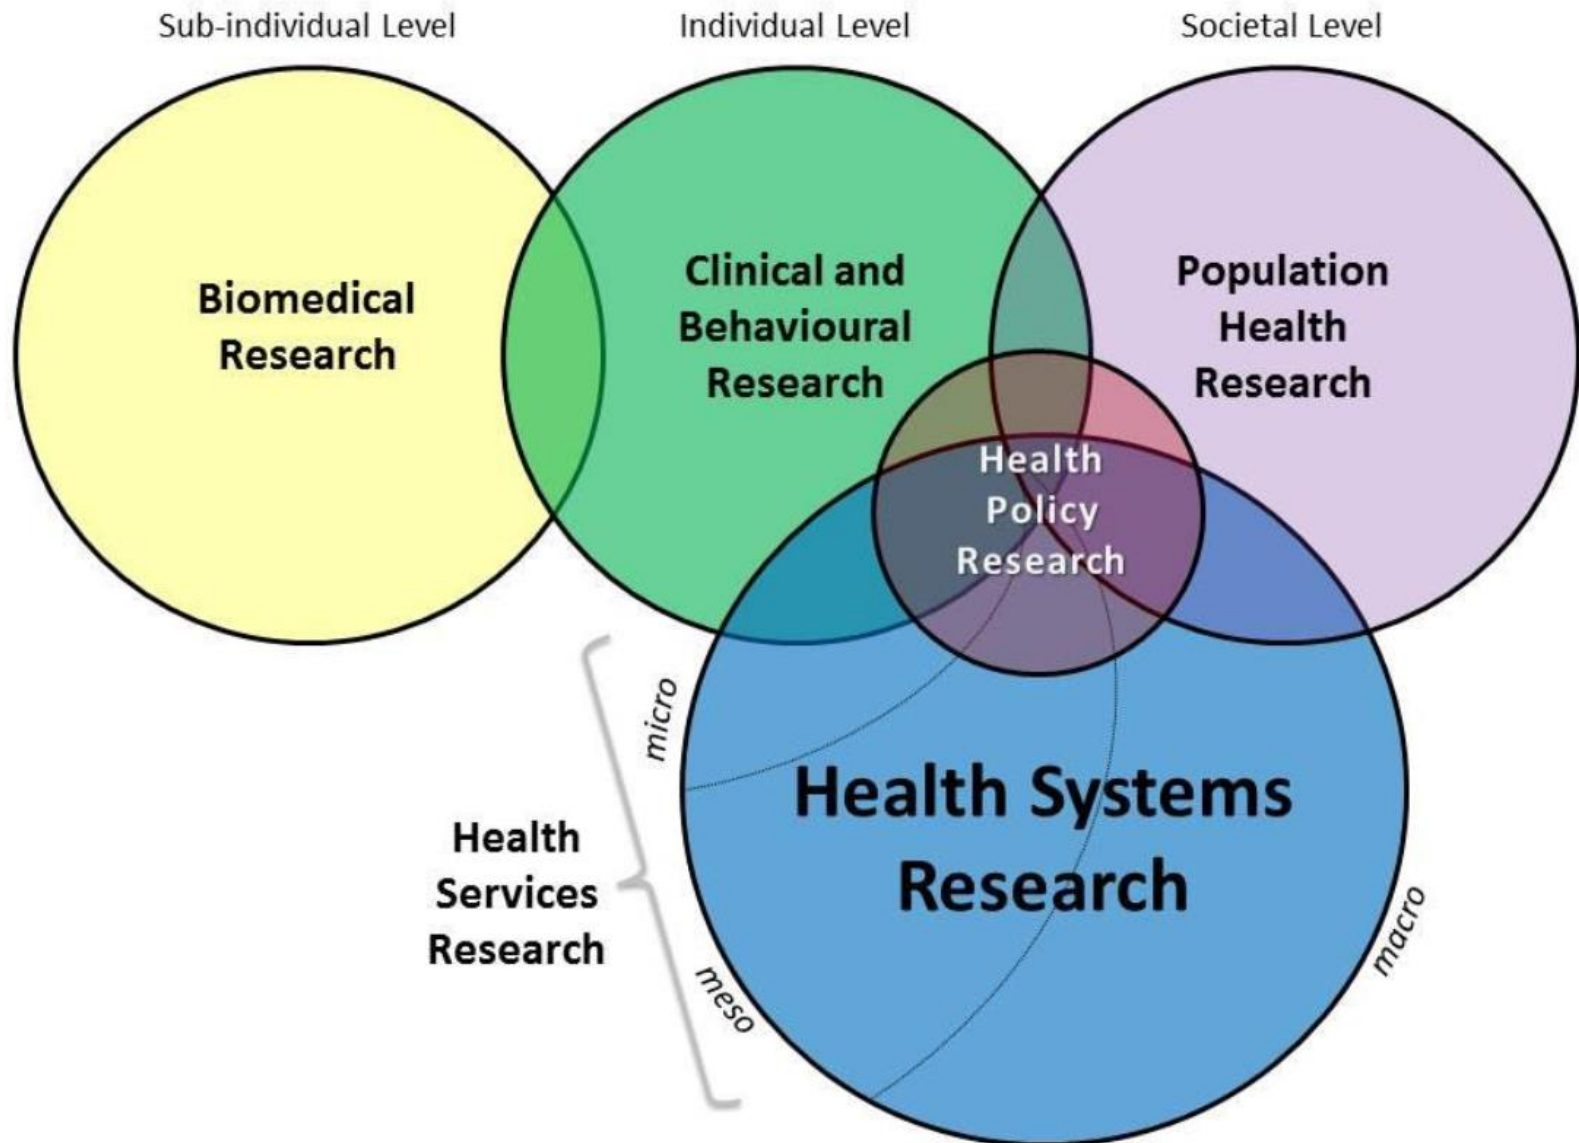 Sub-individual Level
Individual Level
Societal Level
Biomedical
Research
Clinical and
Behavioural
Research
Population
Health
Research
Health
Policy
Research
micro
Health Systems
Research
Health
Services
Research
meso
macro